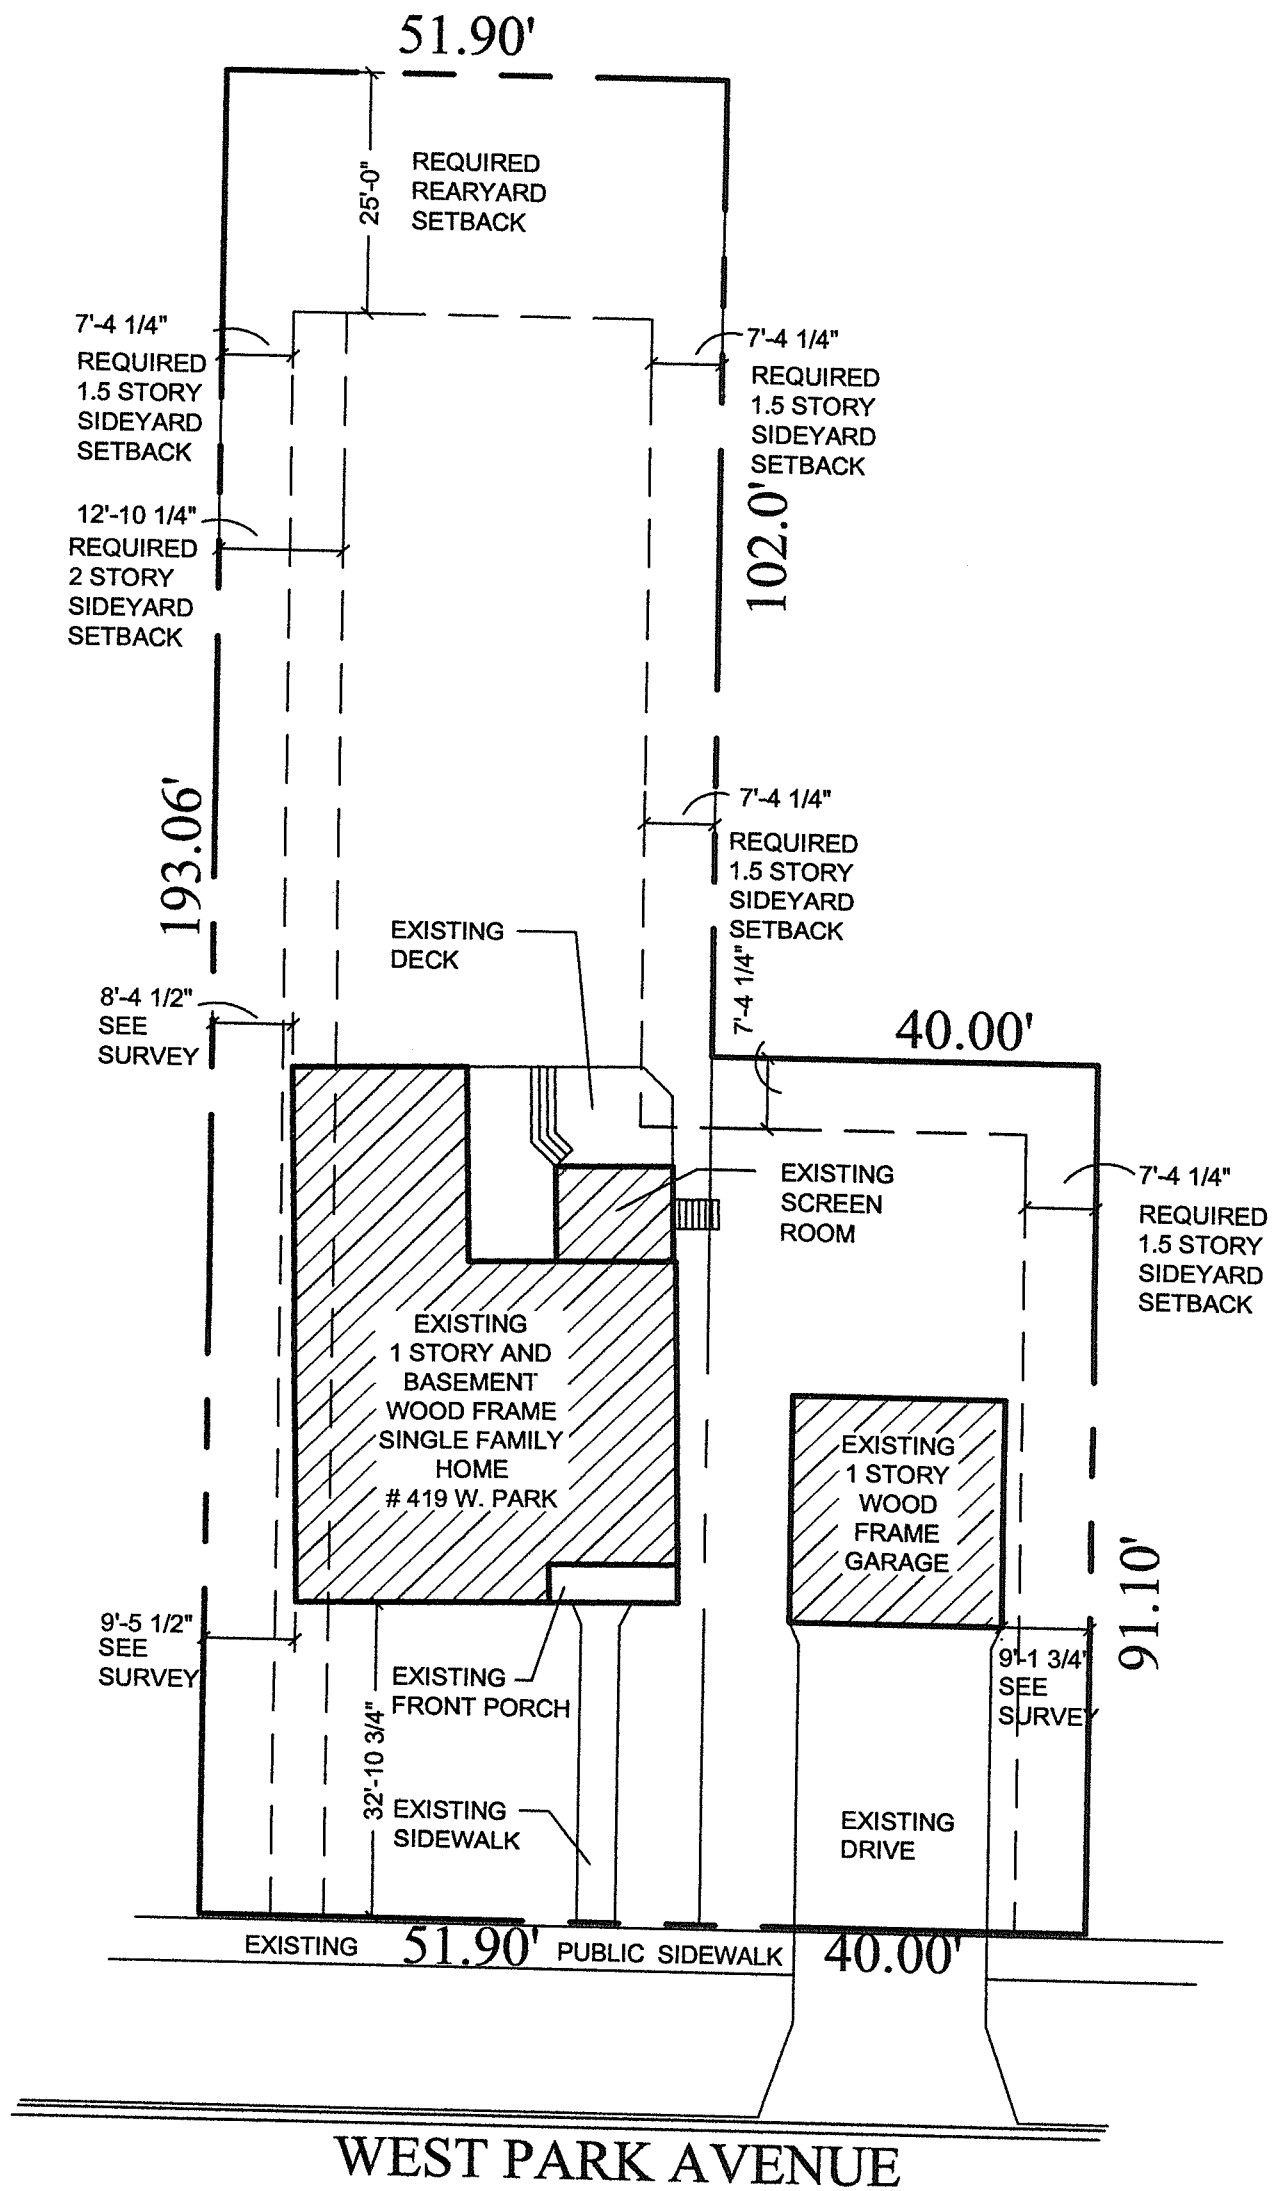 51.90'
25'-0"
REQUIRED
REARYARD
SETBACK
7'-4 1/4"
REQUIRED
1.5 STORY
SIDEYARD
SETBACK
7'-4 1/4"
REQUIRED
1.5 STORY
SIDEYARD
SETBACK
12'-10 1/4"
REQUIRED
2 STORY
SIDEYARD
SETBACK
102.0'
193.06'
7'-4 1/4"
REQUIRED
1.5 STORY
SIDEYARD
SETBACK
EXISTING
DECK
7'-4 1/4"
8'-4 1/2"
SEE
SURVEY
40.00'
EXISTING
SCREEN
ROOM
7'-4 1/4"
REQUIRED
1.5 STORY
SIDEYARD
SETBACK
EXISTING
1 STORY AND
BASEMENT
WOOD FRAME
SINGLE FAMILY
HOME
# 419 W. PARK
EXISTING
1 STORY
WOOD
FRAME
GARAGE
91.10'
9'-5 1/2"
SEE
SURVEY
9'-1 3/4'
SEE
SURVEY
EXISTING
FRONT PORCH
32'-10 3/4"
EXISTING
SIDEWALK
EXISTING
DRIVE
EXISTING 51.90' PUBLIC SIDEWALK 40.00'
WEST PARK AVENUE